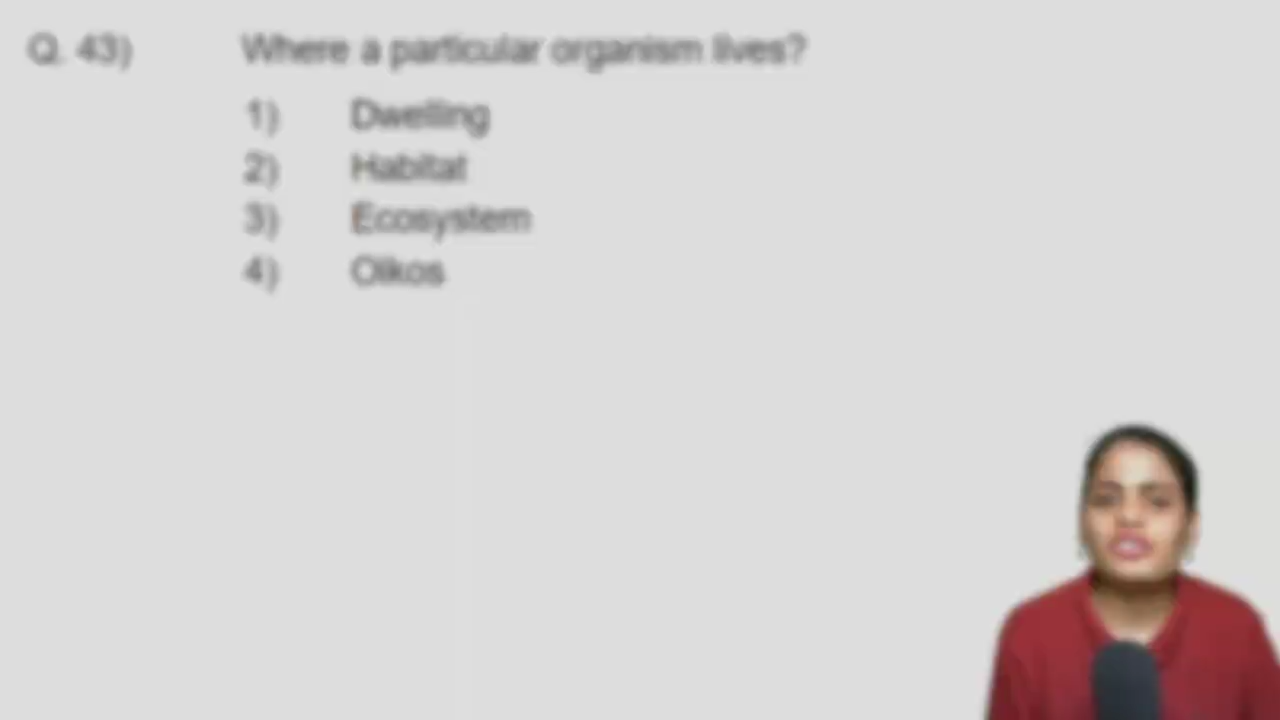 Q. 43) Where a particular organism lives?
1) Dwelling
2) Habitat
3) Ecosystem
4) Oikos